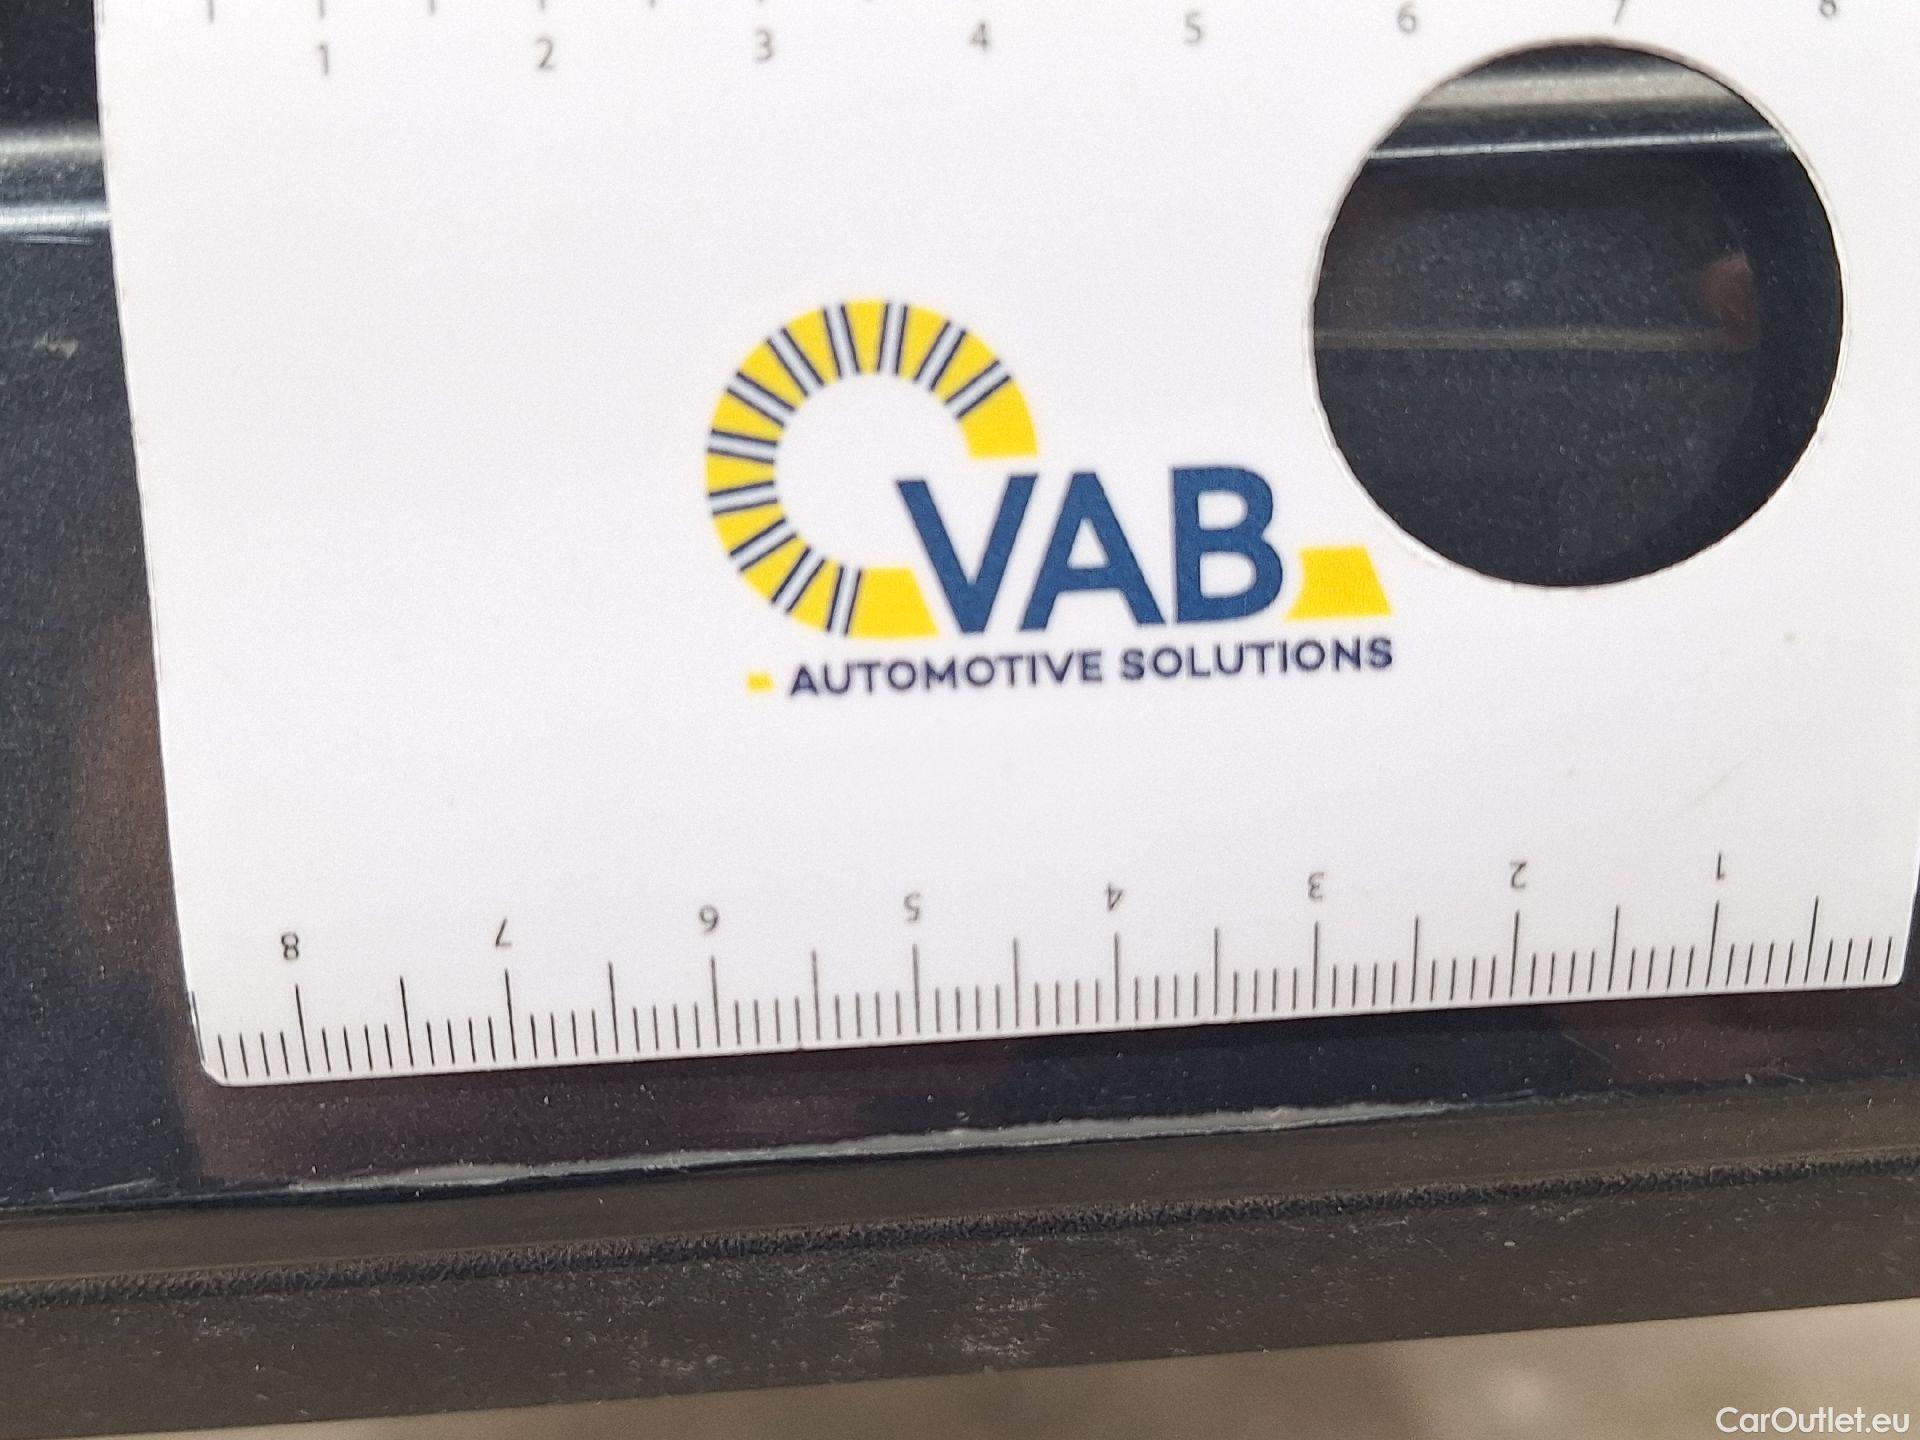 1 2 3 4 5 6 7 8
VAB
AUTOMOTIVE SOLUTIONS
8 7 6 5 4 3 2 1
CarOutlet.eu